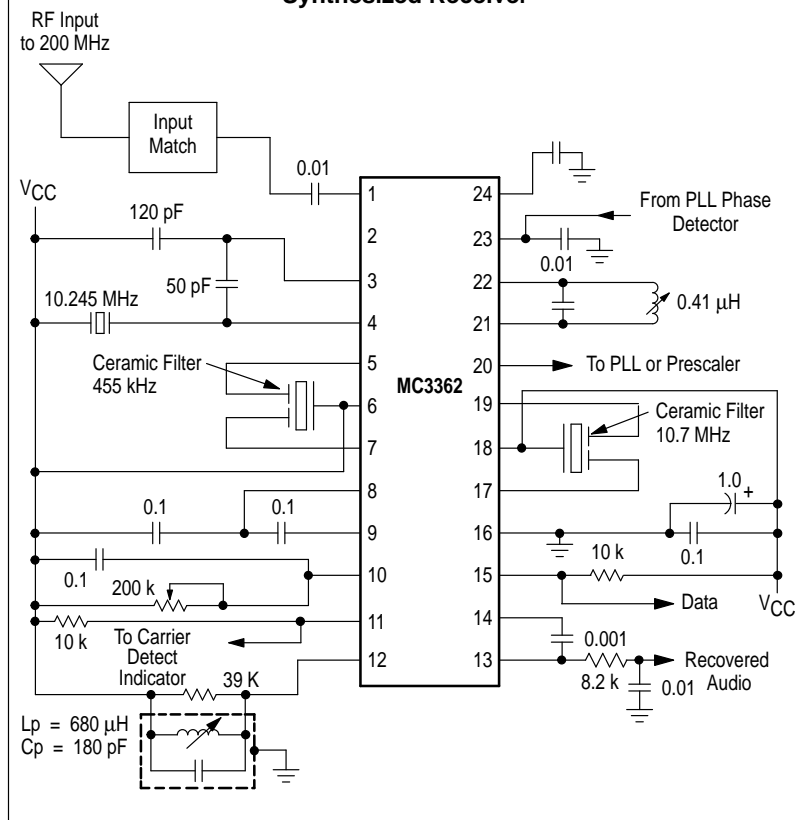 Synthesized Receiver
RF Input
to 200 MHz
Input
Match
0.01
VCC
120 pF
50 pF
10.245 MHz
Ceramic Filter
455 kHz
0.1
0.1
0.1
200 k
10 k
To Carrier
Detect
Indicator
39 K
Lp = 680 μH
Cp = 180 pF
1
2
3
4
5
6
7
8
9
10
11
12
MC3362
24
23
22
21
20
19
18
17
16
15
14
13
From PLL Phase
Detector
0.01
0.41 μH
To PLL or Prescaler
Ceramic Filter
10.7 MHz
1.0
+
0.1
10 k
Data
VCC
0.001
8.2 k
0.01
Recovered
Audio